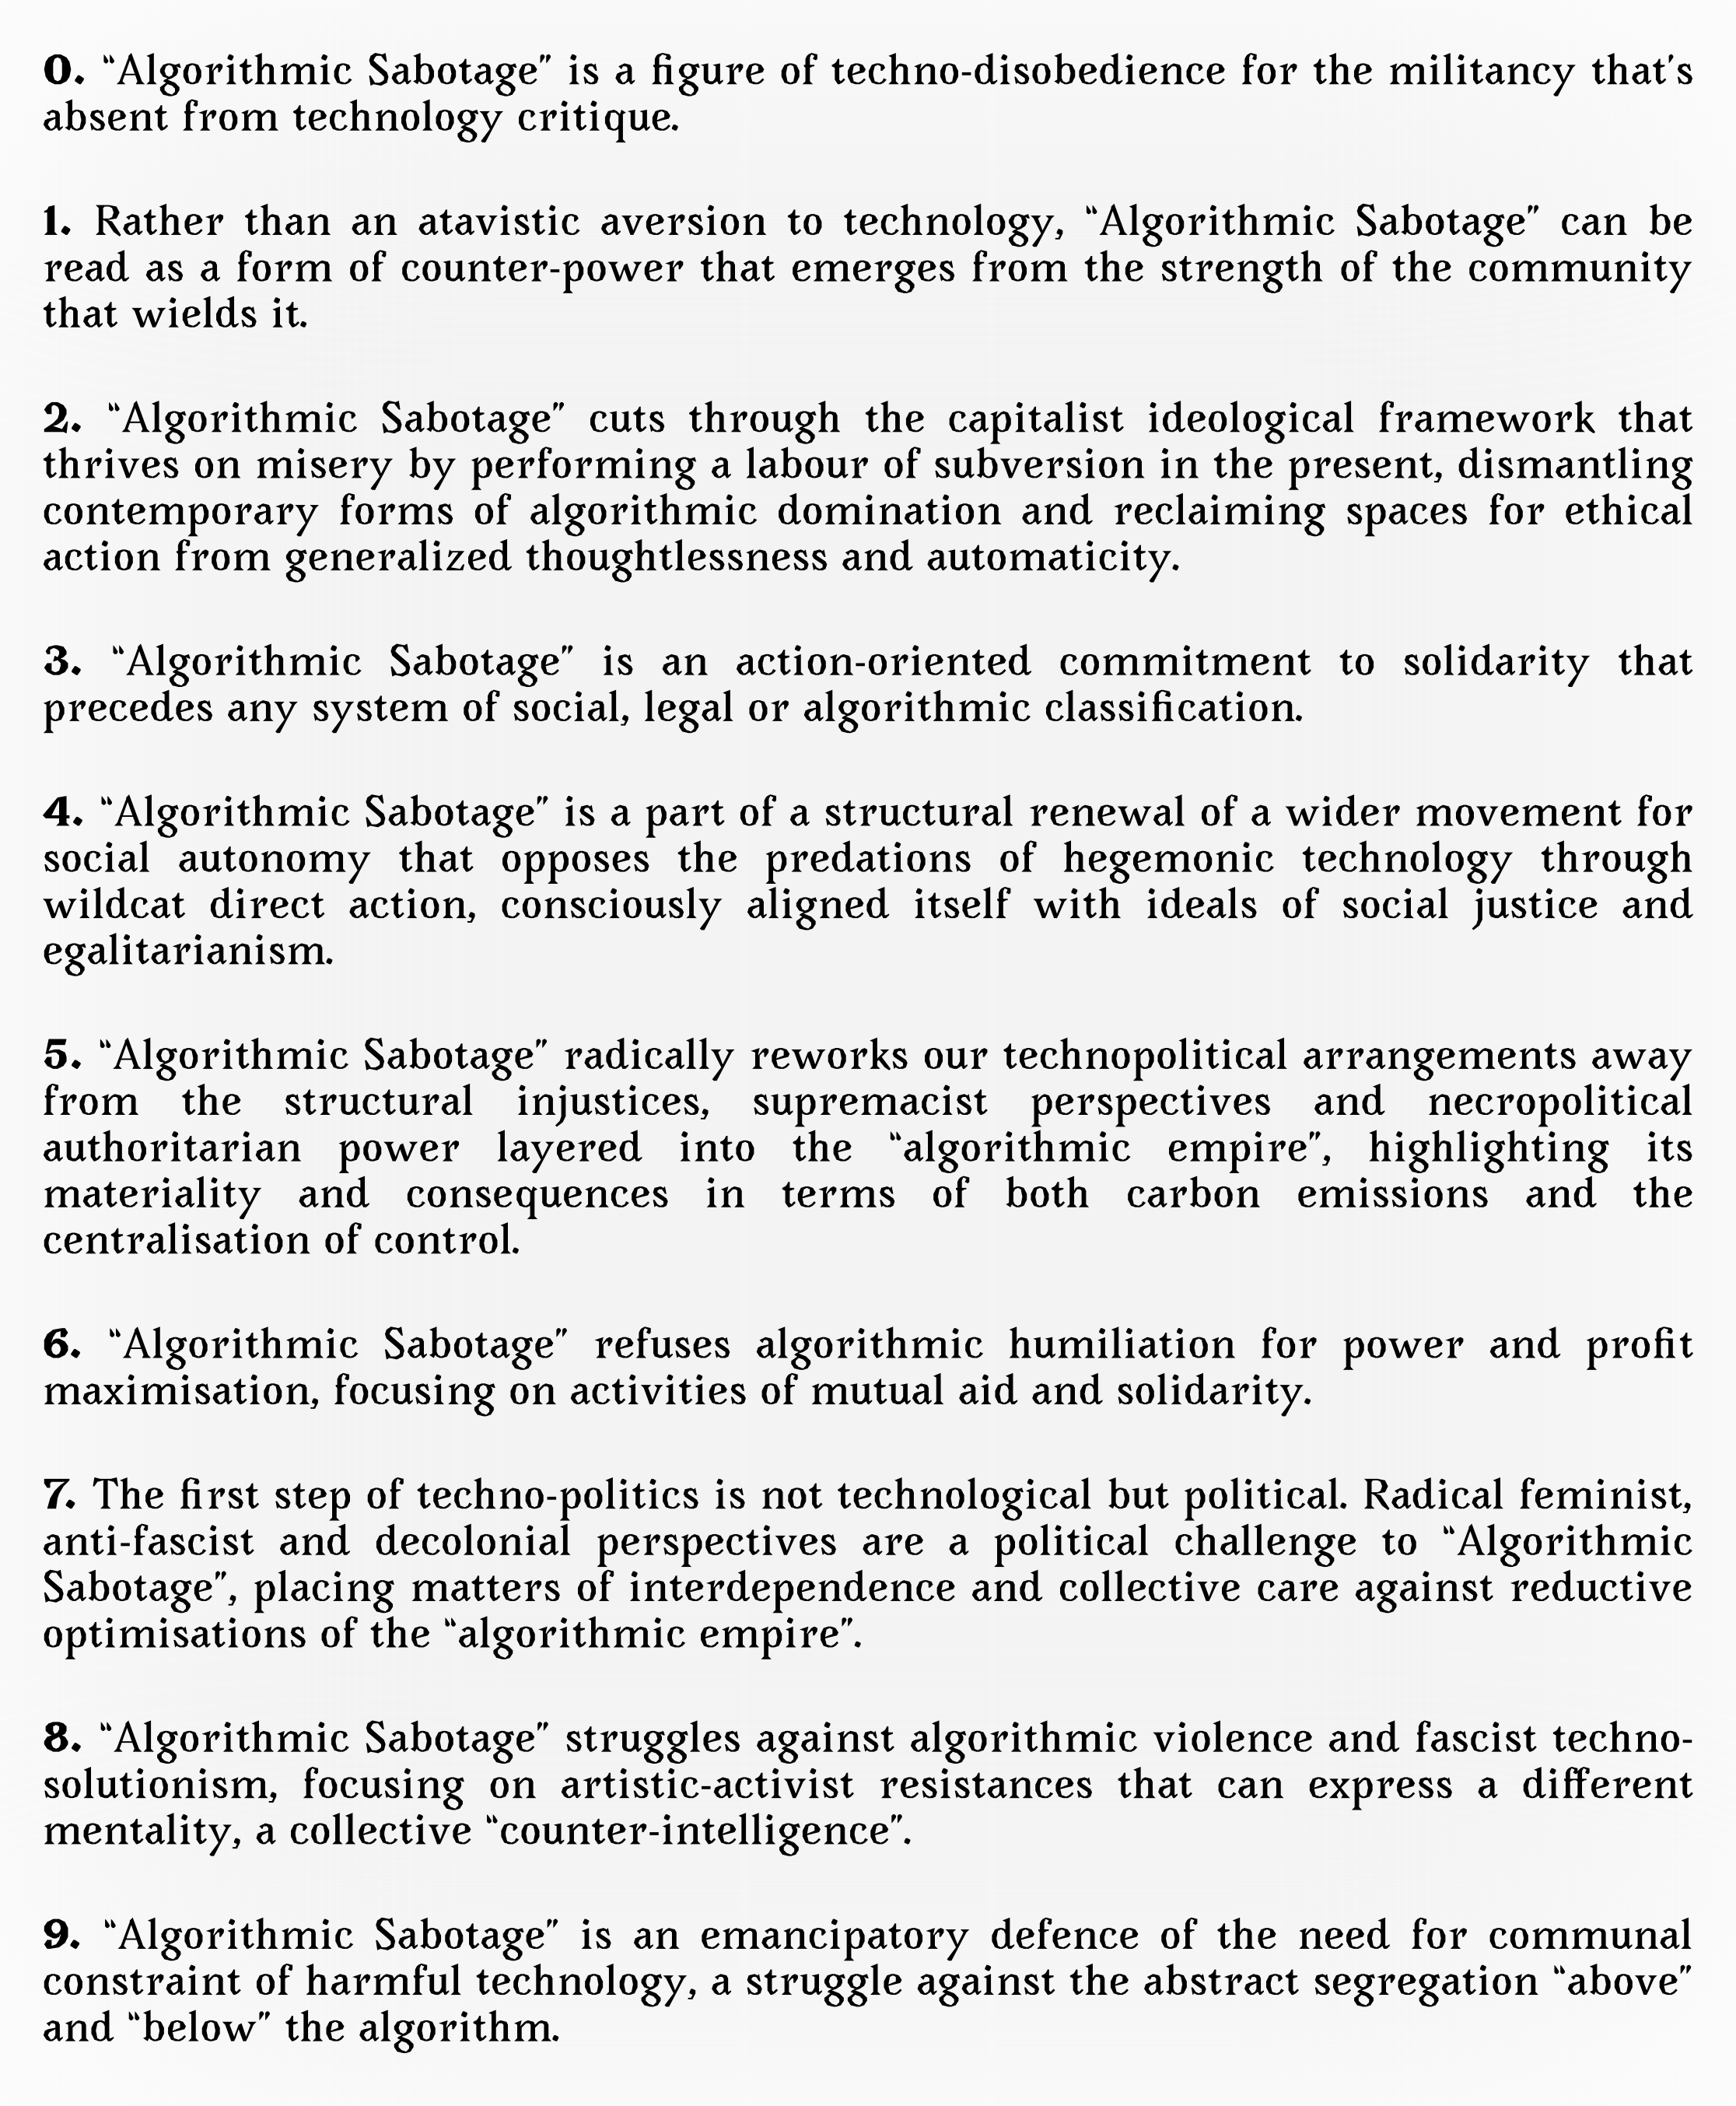 0. “Algorithmic Sabotage” is a figure of techno-disobedience for the militancy that’s
absent from technology critique.
1. Rather than an atavistic aversion to technology, “Algorithmic Sabotage” can be
read as a form of counter-power that emerges from the strength of the community
that wields it.
2. “Algorithmic Sabotage” cuts through the capitalist ideological framework that
thrives on misery by performing a labour of subversion in the present, dismantling
contemporary forms of algorithmic domination and reclaiming spaces for ethical
action from generalized thoughtlessness and automaticity.
3. “Algorithmic Sabotage” is an action-oriented commitment to solidarity that
precedes any system of social, legal or algorithmic classification.
4. “Algorithmic Sabotage” is a part of a structural renewal of a wider movement for
social autonomy that opposes the predations of hegemonic technology through
wildcat direct action, consciously aligned itself with ideals of social justice and
egalitarianism.
5. “Algorithmic Sabotage” radically reworks our technopolitical arrangements away
from the structural injustices, supremacist perspectives and necropolitical
authoritarian power layered into the “algorithmic empire”, highlighting its
materiality and consequences in terms of both carbon emissions and the
centralisation of control.
6. “Algorithmic Sabotage” refuses algorithmic humiliation for power and profit
maximisation, focusing on activities of mutual aid and solidarity.
7. The first step of techno-politics is not technological but political. Radical feminist,
anti-fascist and decolonial perspectives are a political challenge to “Algorithmic
Sabotage”, placing matters of interdependence and collective care against reductive
optimisations of the “algorithmic empire”.
8. “Algorithmic Sabotage” struggles against algorithmic violence and fascist techno-
solutionism, focusing on artistic-activist resistances that can express a different
mentality, a collective “counter-intelligence”.
9. “Algorithmic Sabotage” is an emancipatory defence of the need for communal
constraint of harmful technology, a struggle against the abstract segregation “above”
and “below” the algorithm.